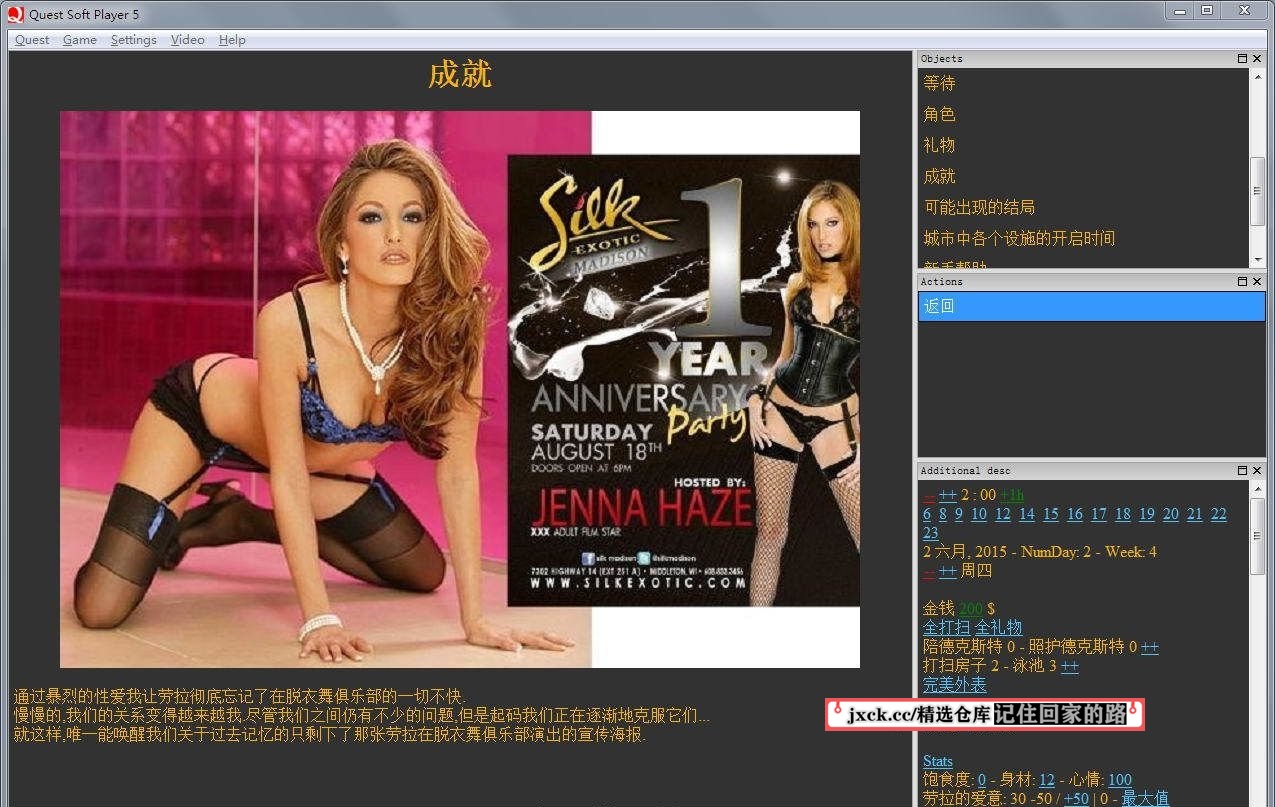 Quest Soft Player 5
Quest Game Settings Video Help
成就
Silk
EXOTIC
MADISON
1
YEAR
ANNIVERSARY
Party
SATURDAY
AUGUST 18TH
DOORS OPEN AT 6PM
HOSTED BY:
JENNA HAZE
XXX ADULT FILM STAR
silk madison @silkmadison
7302 HIGHWAY 14 (EXT 251 A) • MIDDLETON, WI • 608.833.3456
WWW.SILKEXOTIC.COM
通过暴烈的性爱我让劳拉彻底忘记了在脱衣舞俱乐部的一切不快.
慢慢的,我们的关系变得越来越我.尽管我们之间仍有不少的问题,但是起码我们正在逐渐地克服它们...
就这样,唯一能唤醒我们关于过去记忆的只剩下了那张劳拉在脱衣舞俱乐部演出的宣传海报.
Objects
等待
角色
礼物
成就
可能出现的结局
城市中各个设施的开启时间
新手帮助
Actions
返回
Additional desc
-- ++ 2 : 00 +1h
6 8 9 10 12 14 15 16 17 18 19 20 21 22
23
2 六月, 2015 - NumDay: 2 - Week: 4
-- ++ 周四
金钱 200 $
全打扫 全礼物
陪德克斯特 0 - 照护德克斯特 0 ++
打扫房子 2 - 泳池 3 ++
完美外表
jxck.cc/精选仓库 记住回家的路
Stats
饱食度: 0 - 身材: 12 - 心情: 100
劳拉的爱意: 30 -50 / +50 | 0 - 最大值